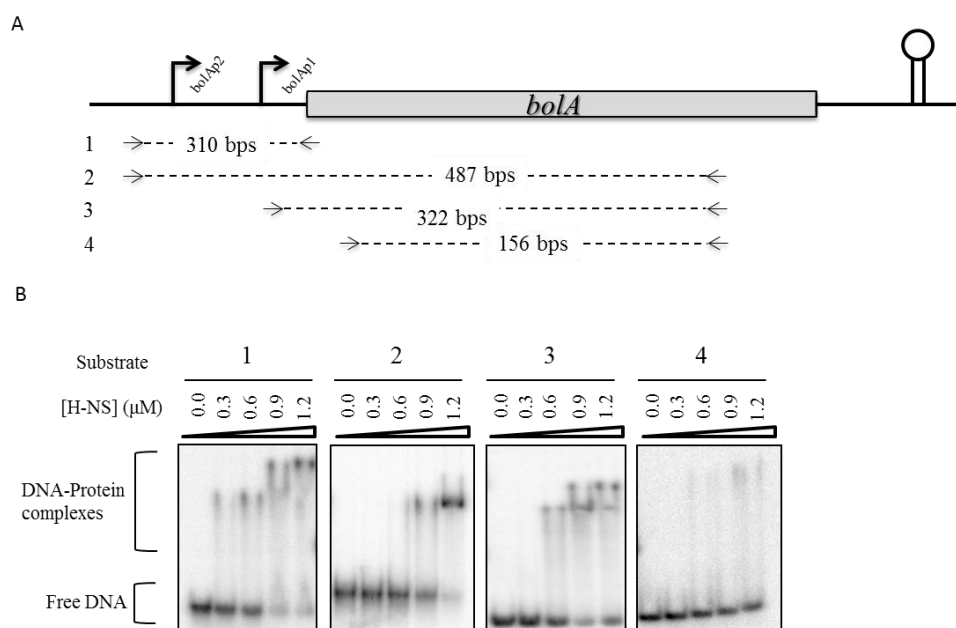 A
bolAp2
bolAp1
bolA
1 310 bps
2 487 bps
3 322 bps
4 156 bps
B
Substrate 1 2 3 4
[H-NS] (μM) 0.0 0.3 0.6 0.9 1.2 0.0 0.3 0.6 0.9 1.2 0.0 0.3 0.6 0.9 1.2 0.0 0.3 0.6 0.9 1.2
DNA-Protein
complexes
Free DNA